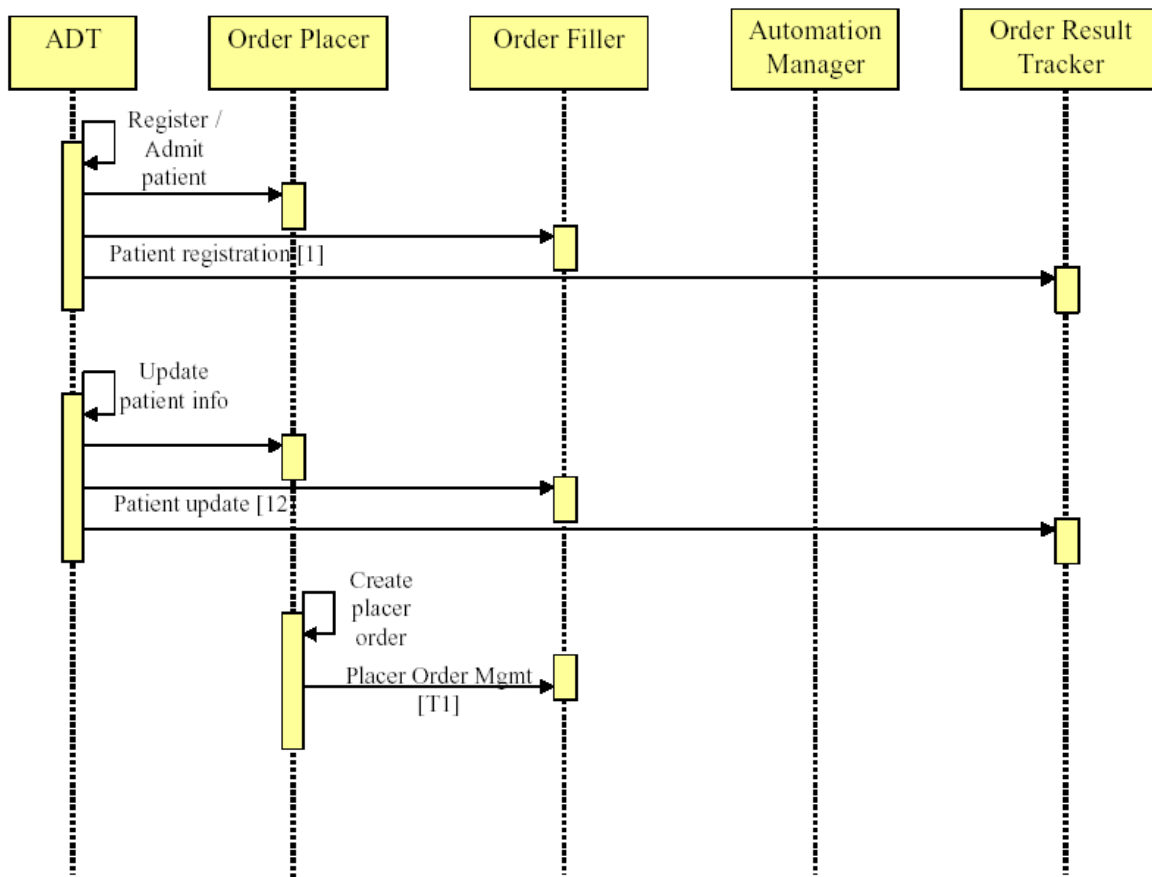 ADT
Order Placer
Order Filler
Automation
Manager
Order Result
Tracker
Register /
Admit
patient
Patient registration [1]
Update
patient info
Patient update [12
Create
placer
order
Placer Order Mgmt
[T1]